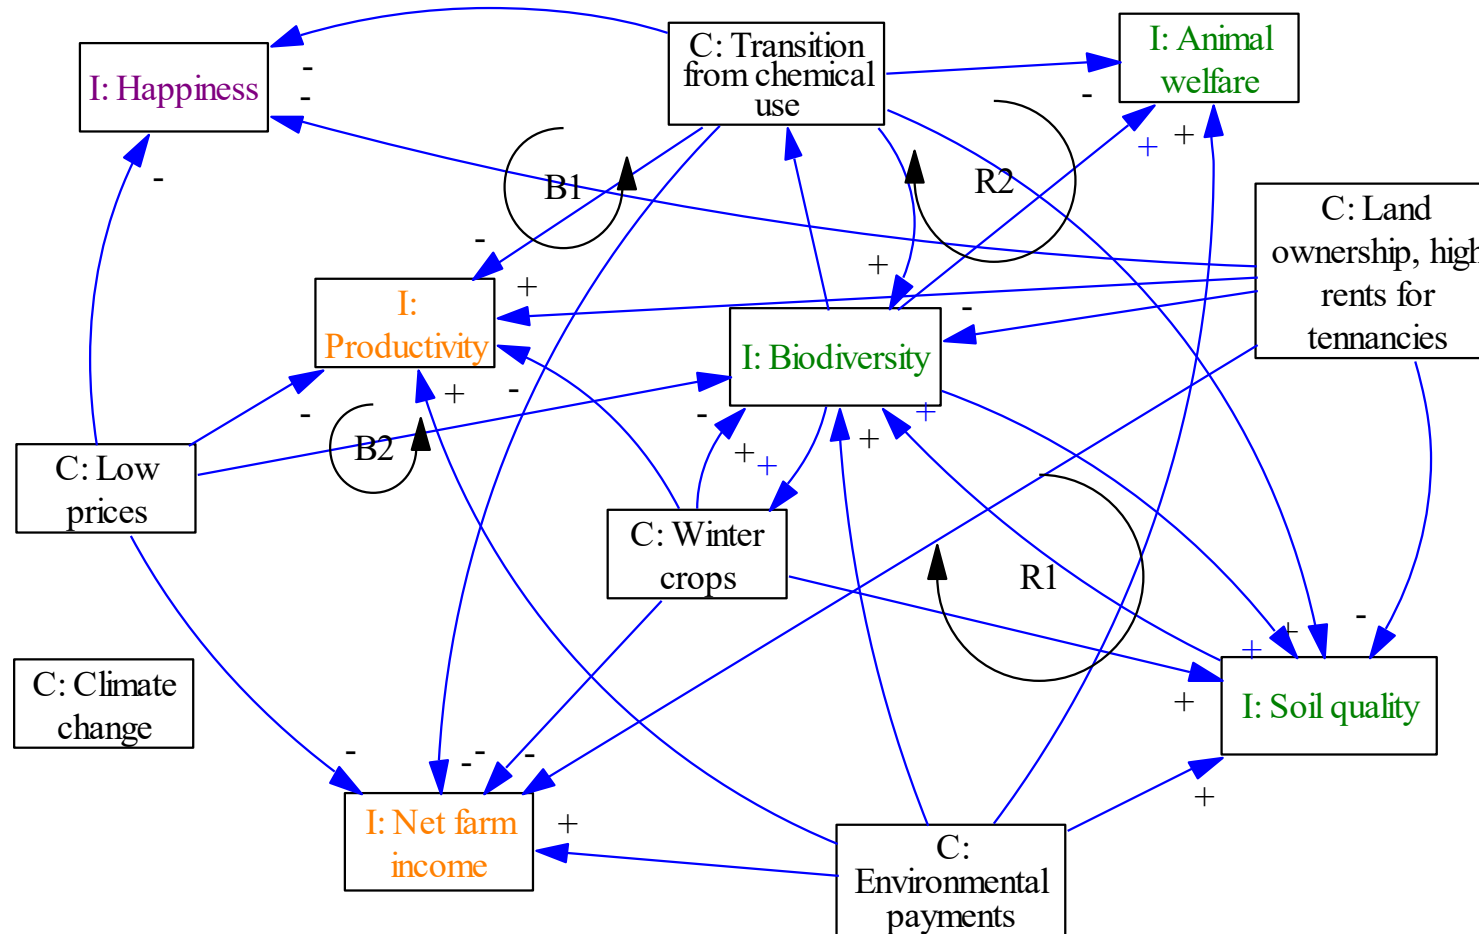 C: Transition
from chemical
use
I: Animal
welfare
I: Happiness
-
-
-
-
+
+
B1
R2
C: Land
ownership, high
rents for
tennancies
-
+
+
-
I:
Productivity
I: Biodiversity
-
+
-
-
+
+
B2
C: Low
prices
+
+
C: Winter
crops
R1
-
+
+
C: Climate
change
+
I: Soil quality
-
-
-
-
+
+
I: Net farm
income
C:
Environmental
payments